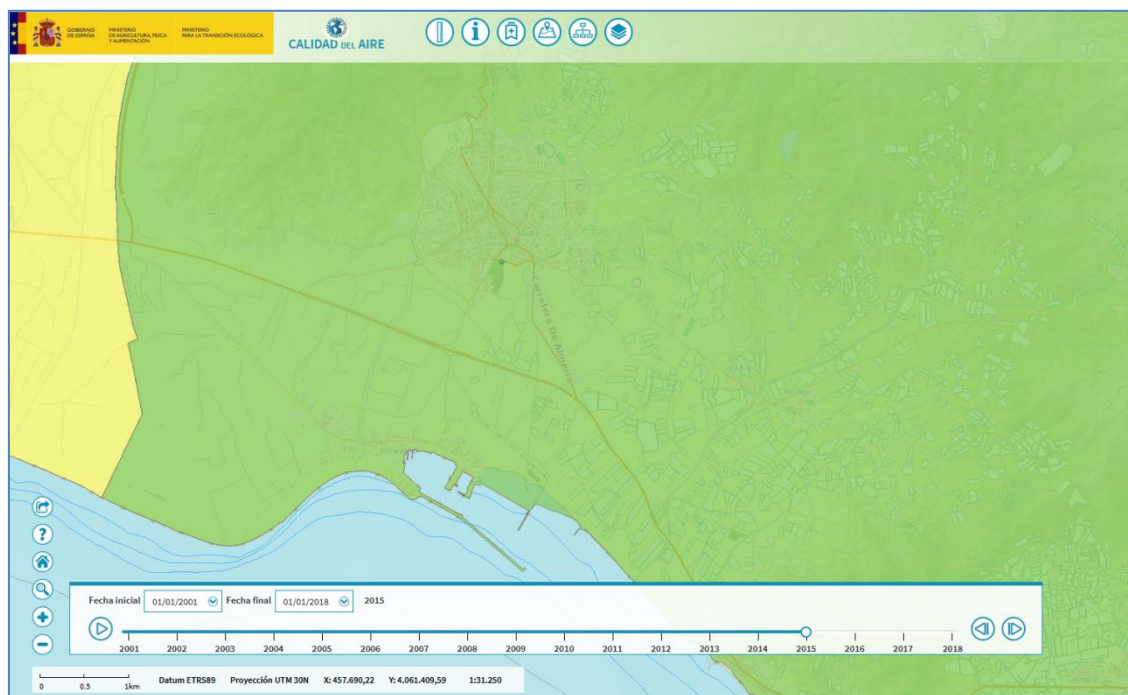 GOBIERNO
DE ESPAÑA
MINISTERIO
DE AGRICULTURA, PESCA
Y ALIMENTACIÓN
MINISTERIO
PARA LA TRANSICIÓN ECOLÓGICA
CALIDAD DEL AIRE
Carretera De Almería
Fecha inicial 01/01/2001 Fecha final 01/01/2018 2015
2001 2002 2003 2004 2005 2006 2007 2008 2009 2010 2011 2012 2013 2014 2015 2016 2017 2018
0 0.5 1km Datum ETRS89 Proyección UTM 30N X: 457.690,22 Y: 4.061.409,59 1:31.250